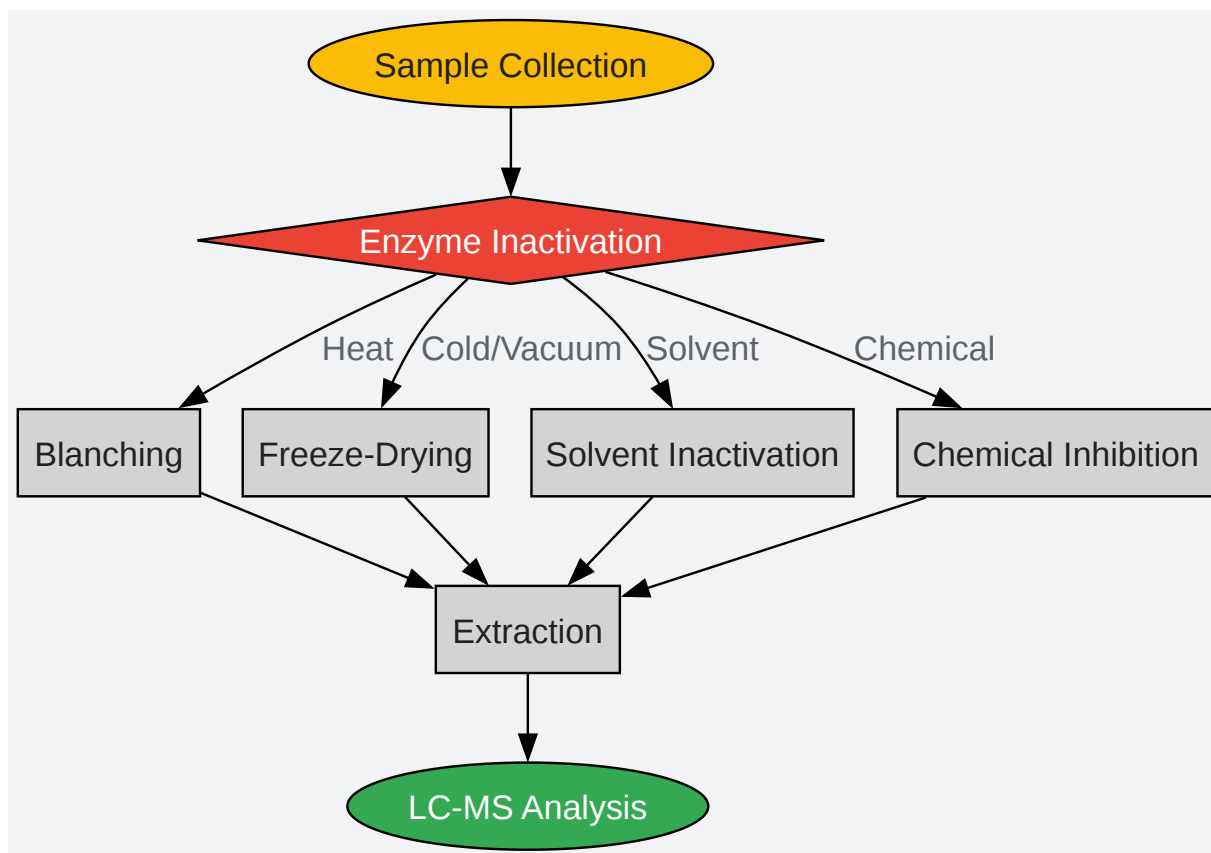 Sample Collection
Enzyme Inactivation
Heat
Cold/Vacuum
Solvent
Chemical
Blanching
Freeze-Drying
Solvent Inactivation
Chemical Inhibition
Extraction
LC-MS Analysis